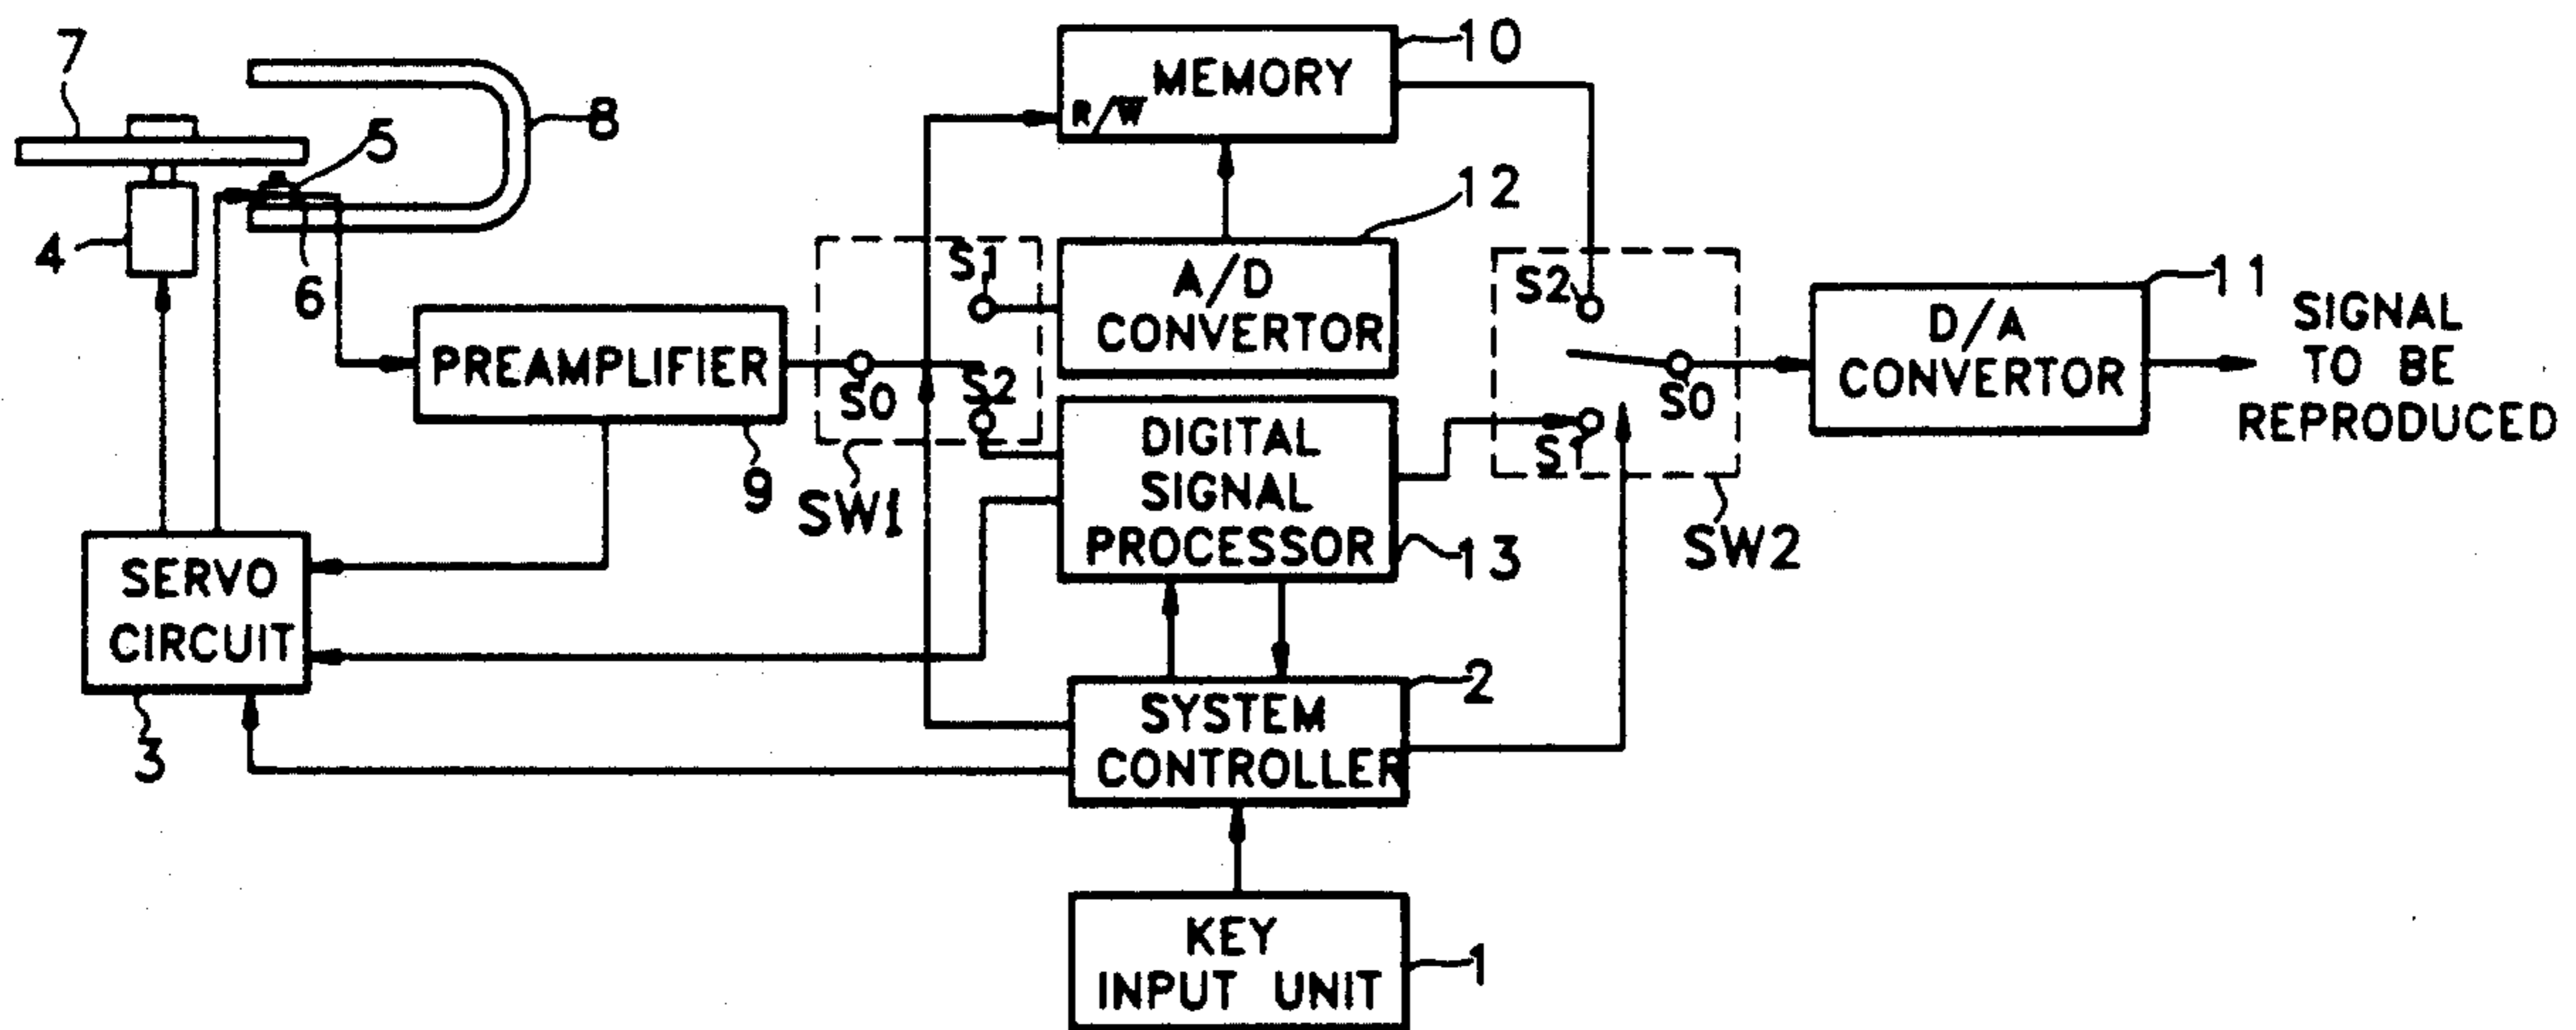 7
8
5
4
6
MEMORY
R/W
10
12
S1
A/D
CONVERTOR
PREAMPLIFIER
S0
S2
9
SW1
DIGITAL
SIGNAL
PROCESSOR
13
S2
S0
S1
SW2
D/A
CONVERTOR
11
SIGNAL
TO BE
REPRODUCED
SERVO
CIRCUIT
3
SYSTEM
CONTROLLER
2
KEY
INPUT UNIT
1